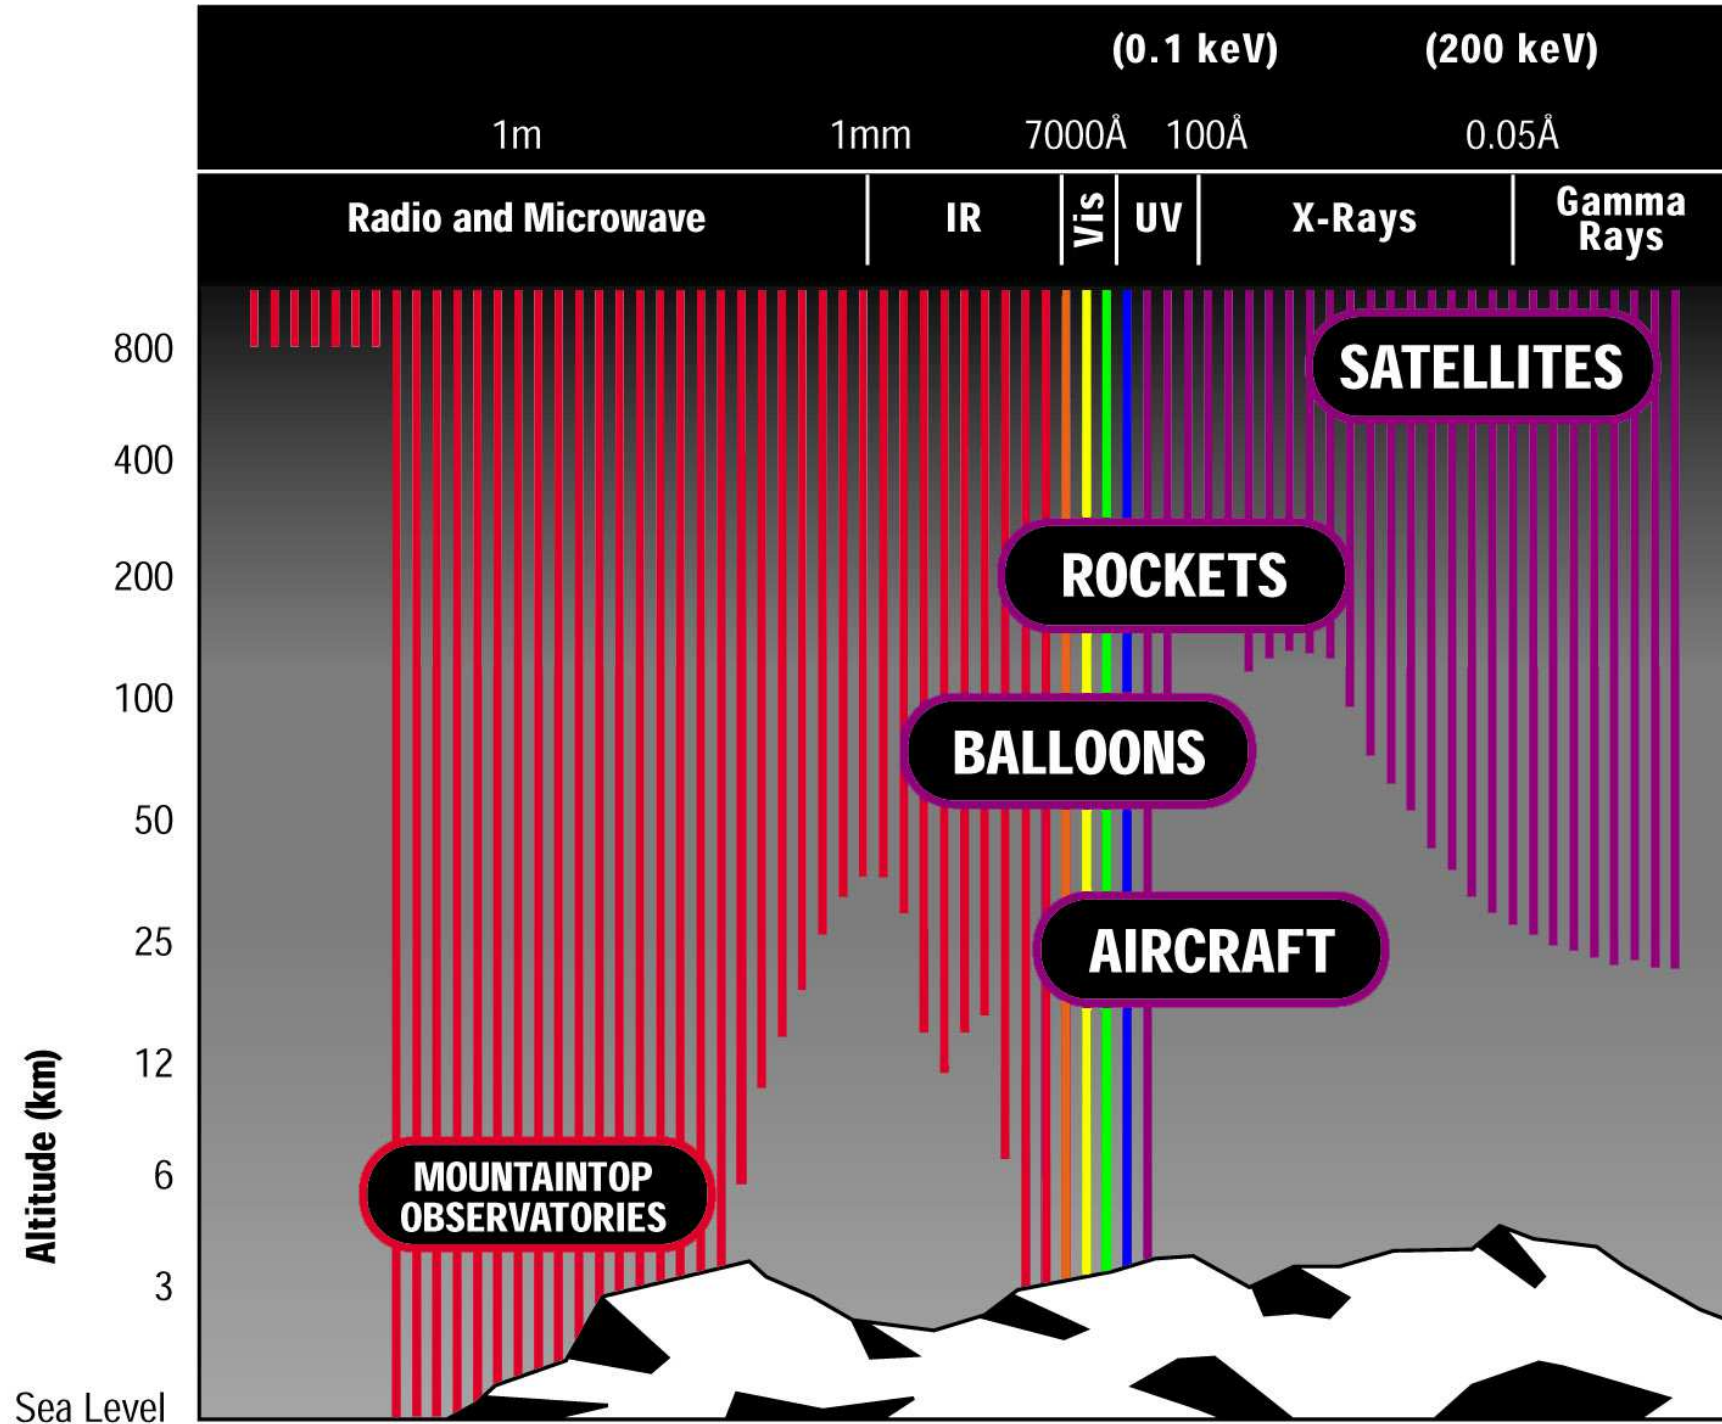 (0.1 keV) (200 keV)
1m 1mm 7000Å 100Å 0.05Å
Radio and Microwave IR Vis UV X-Rays Gamma
Rays
800
SATELLITES
400
200
ROCKETS
100
BALLOONS
50
25
AIRCRAFT
12
Altitude (km)
6
MOUNTAINTOP
OBSERVATORIES
3
Sea Level